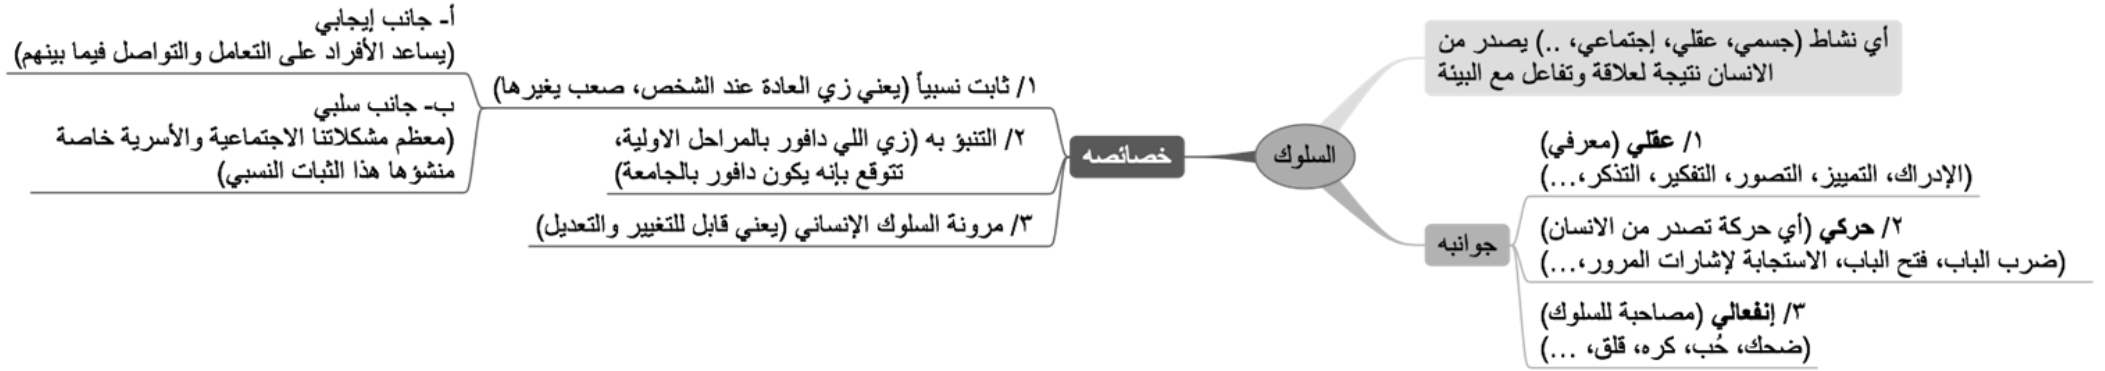 السلوك
أي نشاط (جسمي، عقلي، إجتماعي، ..) يصدر من
الانسان نتيجة لعلاقة وتفاعل مع البيئة
جوانبه
١/ عقلي (معرفي)
(الإدراك، التمييز، التصور، التفكير، التذكر،...)
٢/ حركي (أي حركة تصدر من الانسان)
(ضرب الباب، فتح الباب، الاستجابة لإشارات المرور،...)
٣/ إنفعالي (مصاحبة للسلوك)
(ضحك، حُب، كره، قلق، ...)
خصائصه
١/ ثابت نسبياً (يعني زي العادة عند الشخص، صعب يغيرها)
أ- جانب إيجابي
(يساعد الأفراد على التعامل والتواصل فيما بينهم)
ب- جانب سلبي
(معظم مشكلاتنا الاجتماعية والأسرية خاصة
منشؤها هذا الثبات النسبي)
٢/ التنبؤ به (زي اللي دافور بالمراحل الاولية،
تتوقع بإنه يكون دافور بالجامعة)
٣/ مرونة السلوك الإنساني (يعني قابل للتغيير والتعديل)